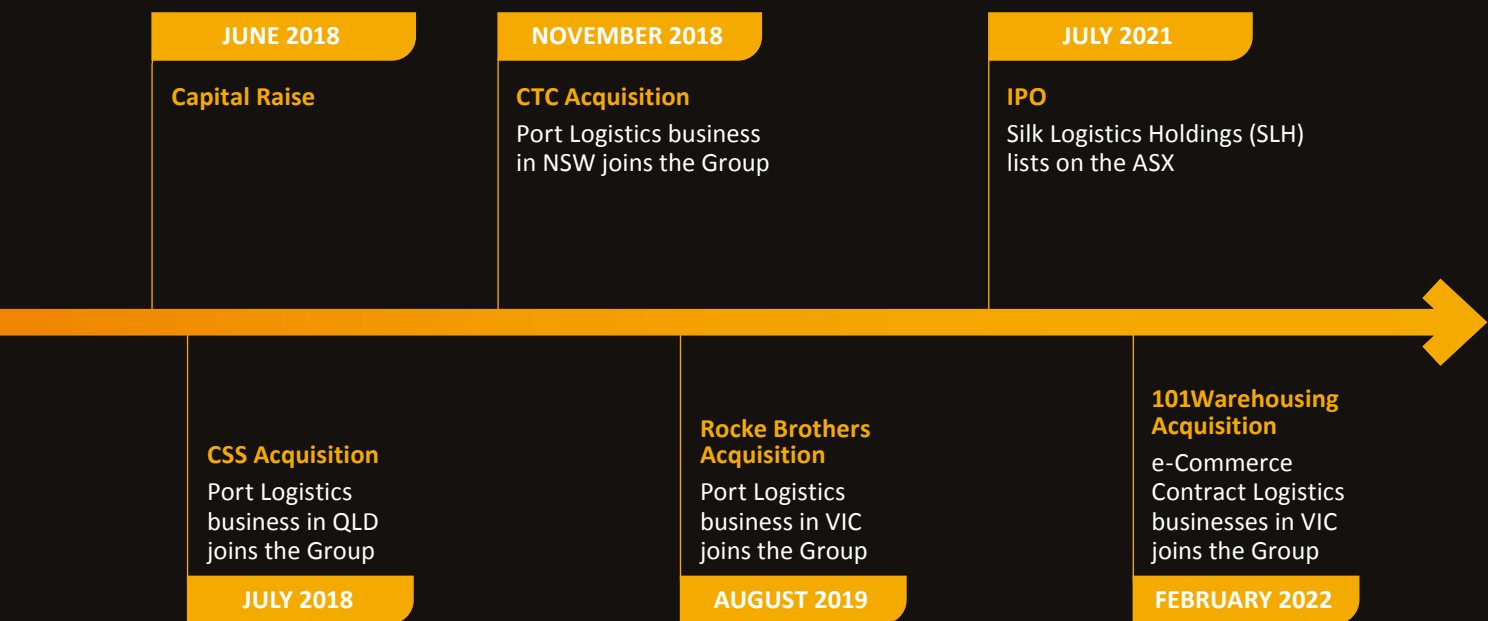 JUNE 2018
Capital Raise
NOVEMBER 2018
CTC Acquisition
Port Logistics business
in NSW joins the Group
JULY 2021
IPO
Silk Logistics Holdings (SLH)
lists on the ASX
CSS Acquisition
Port Logistics
business in QLD
joins the Group
JULY 2018
Rocke Brothers
Acquisition
Port Logistics
business in VIC
joins the Group
AUGUST 2019
101Warehousing
Acquisition
e-Commerce
Contract Logistics
businesses in VIC
joins the Group
FEBRUARY 2022